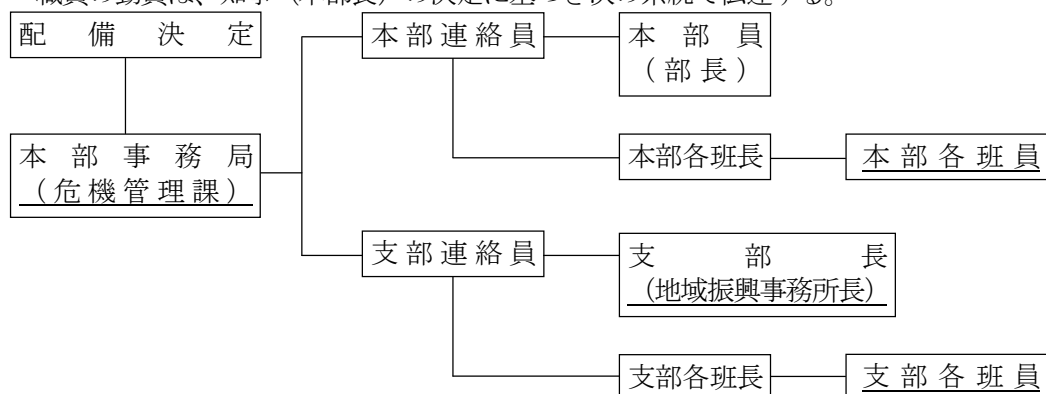 職員の動員は、知事（本部長）の決定に基づき次の系統で伝達する。
配備決定
本部連絡員
本部員
（部長）
本部事務局
（危機管理課）
本部各班長
本部各班員
支部連絡員
支部長
（地域振興事務所長）
支部各班長
支部各班員